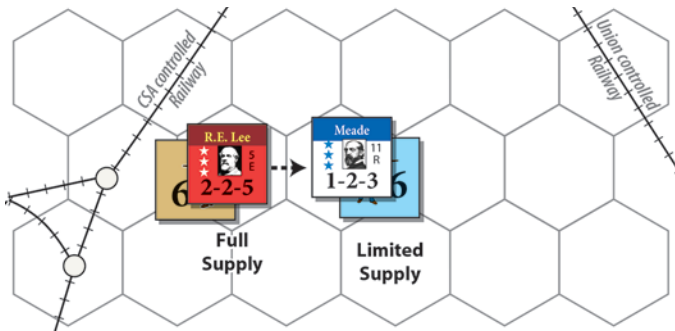 CSA controlled
Railway
Union controlled
Railway
R.E. Lee
5
E
2-2-5
6
Meade
11
R
1-2-3
6
Full
Supply
Limited
Supply